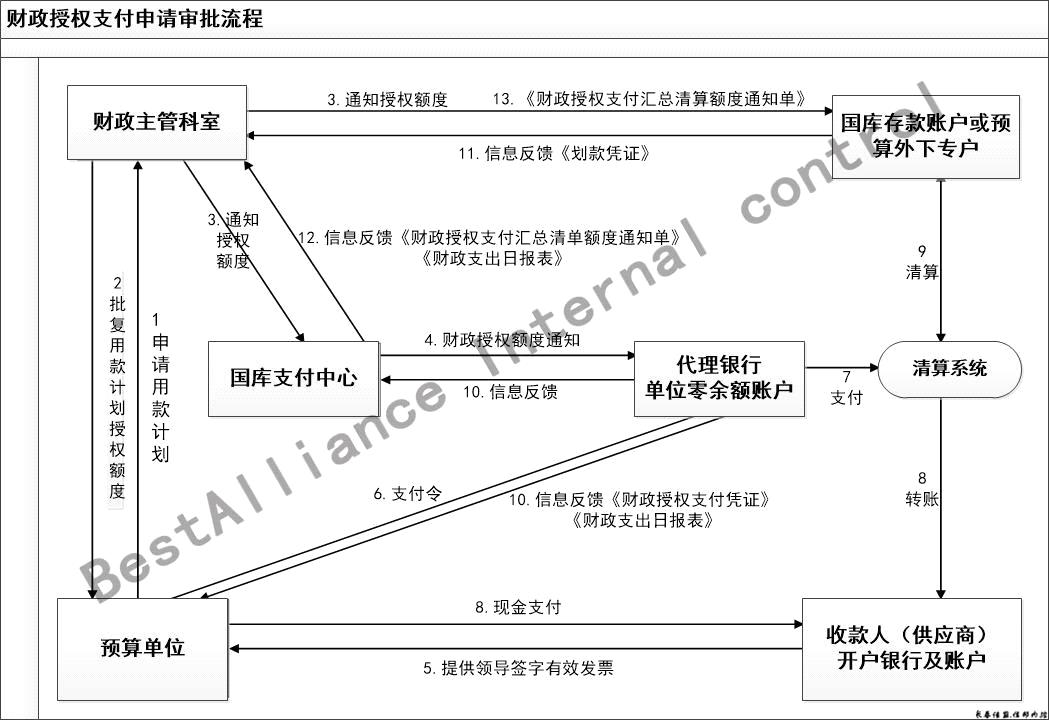 财政授权支付申请审批流程
财政主管科室
3.通知授权额度
13.《财政授权支付汇总清算额度通知单》
国库存款账户或预
算外下专户
11.信息反馈《划款凭证》
3.通知
授权
额度
12.信息反馈《财政授权支付汇总清单额度通知单》
《财政支出日报表》
9
清算
2批复用款计划授权额度
1申请用款计划
国库支付中心
4.财政授权额度通知
10.信息反馈
代理银行
单位零余额账户
7
支付
清算系统
6.支付令
10.信息反馈《财政授权支付凭证》
《财政支出日报表》
8
转账
预算单位
8.现金支付
5.提供领导签字有效发票
收款人（供应商）
开户银行及账户
BestAlliance Internal control